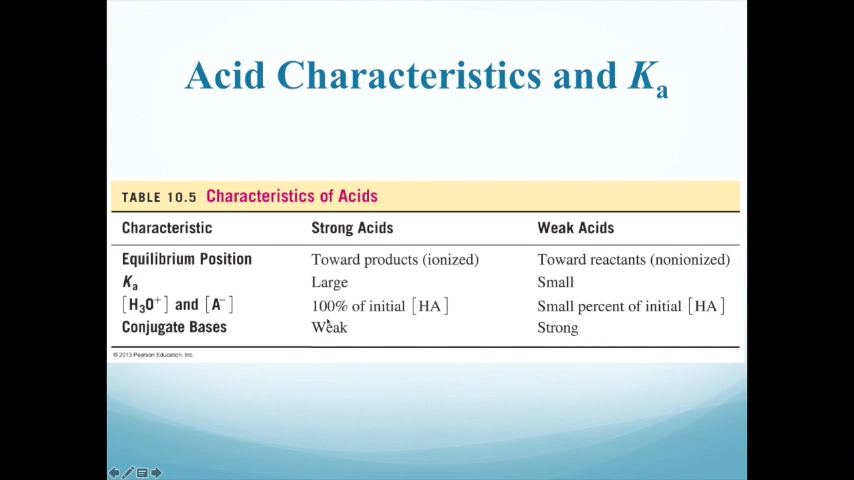 Acid Characteristics and Ka
TABLE 10.5 Characteristics of Acids
Characteristic Strong Acids Weak Acids
Equilibrium Position Toward products (ionized) Toward reactants (nonionized)
Ka Large Small
[H3O+] and [A−] 100% of initial [HA] Small percent of initial [HA]
Conjugate Bases Weak Strong
© 2013 Pearson Education, Inc.